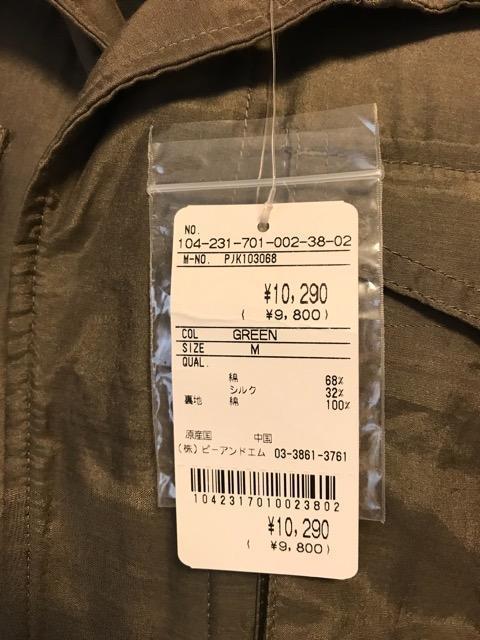 NO.
104-231-701-002-38-02
M-NO. PJK103068
¥10,290
( ¥9,800)
COL GREEN
SIZE M
QUAL.
綿 68%
シルク 32%
裏地 綿 100%
原産国 中国
(株)ビーアンドエム 03-3861-3761
1042317010023802
¥10,290
( ¥9,800)